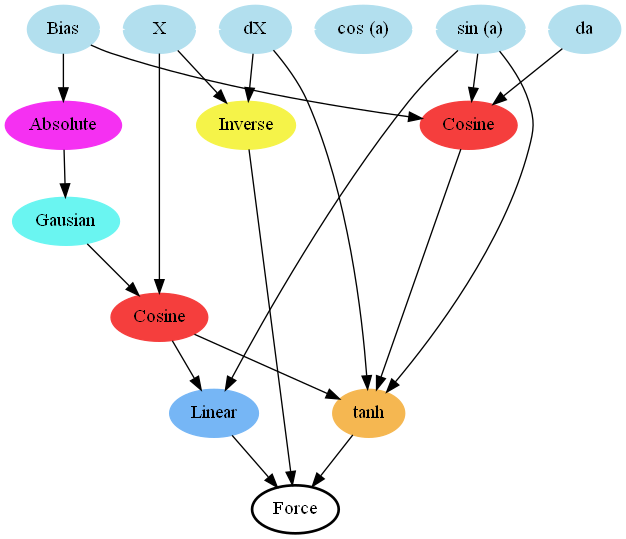 Bias
X
dX
cos (a)
sin (a)
da
Absolute
Inverse
Cosine
Gausian
Cosine
Linear
tanh
Force